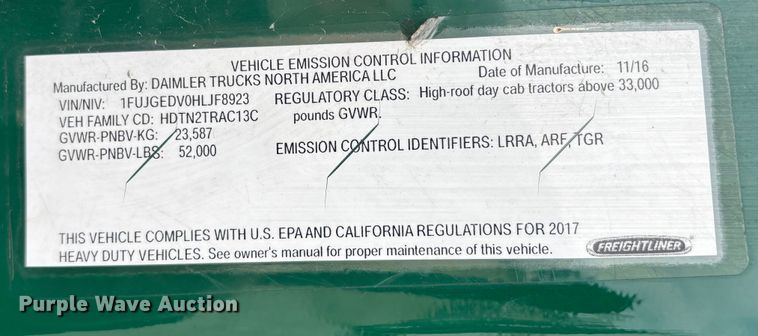 VEHICLE EMISSION CONTROL INFORMATION
Manufactured By: DAIMLER TRUCKS NORTH AMERICA LLC Date of Manufacture: 11/16
VIN/NIV: 1FUJGEDV0HLJF8923 REGULATORY CLASS: High-roof day cab tractors above 33,000
VEH FAMILY CD: HDTN2TRAC13C pounds GVWR.
GVWR-PNBV-KG: 23,587
GVWR-PNBV-LBS: 52,000 EMISSION CONTROL IDENTIFIERS: LRRA, ARF, TGR
THIS VEHICLE COMPLIES WITH U.S. EPA AND CALIFORNIA REGULATIONS FOR 2017
HEAVY DUTY VEHICLES. See owner's manual for proper maintenance of this vehicle.
FREIGHTLINER
Purple Wave Auction